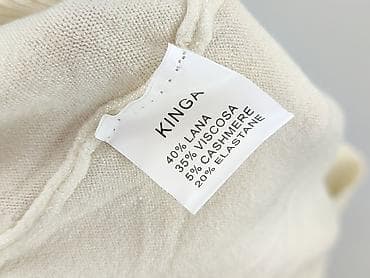 KINGA
40% LANA
35% VISCOSA
5% CASHMERE
20% ELASTANE